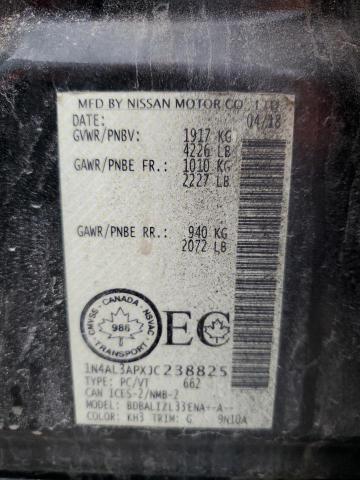 MFD BY NISSAN MOTOR CO., LTD.
DATE: 04/18
GVWR/PNBV: 1917 KG
4226 LB
GAWR/PNBE FR: 1010 KG
2227 LB
GAWR/PNBE RR: 940 KG
2072 LB
CMVSS - CANADA - NSVAC
986
TRANSPORT
EC
1N4AL3APXJC238825
TYPE: PC/VT 662
CAN ICES-2/NMB-2
MODEL: BDBALIZL33ENA--A--
COLOR: KH3 TRIM: G 9N10A